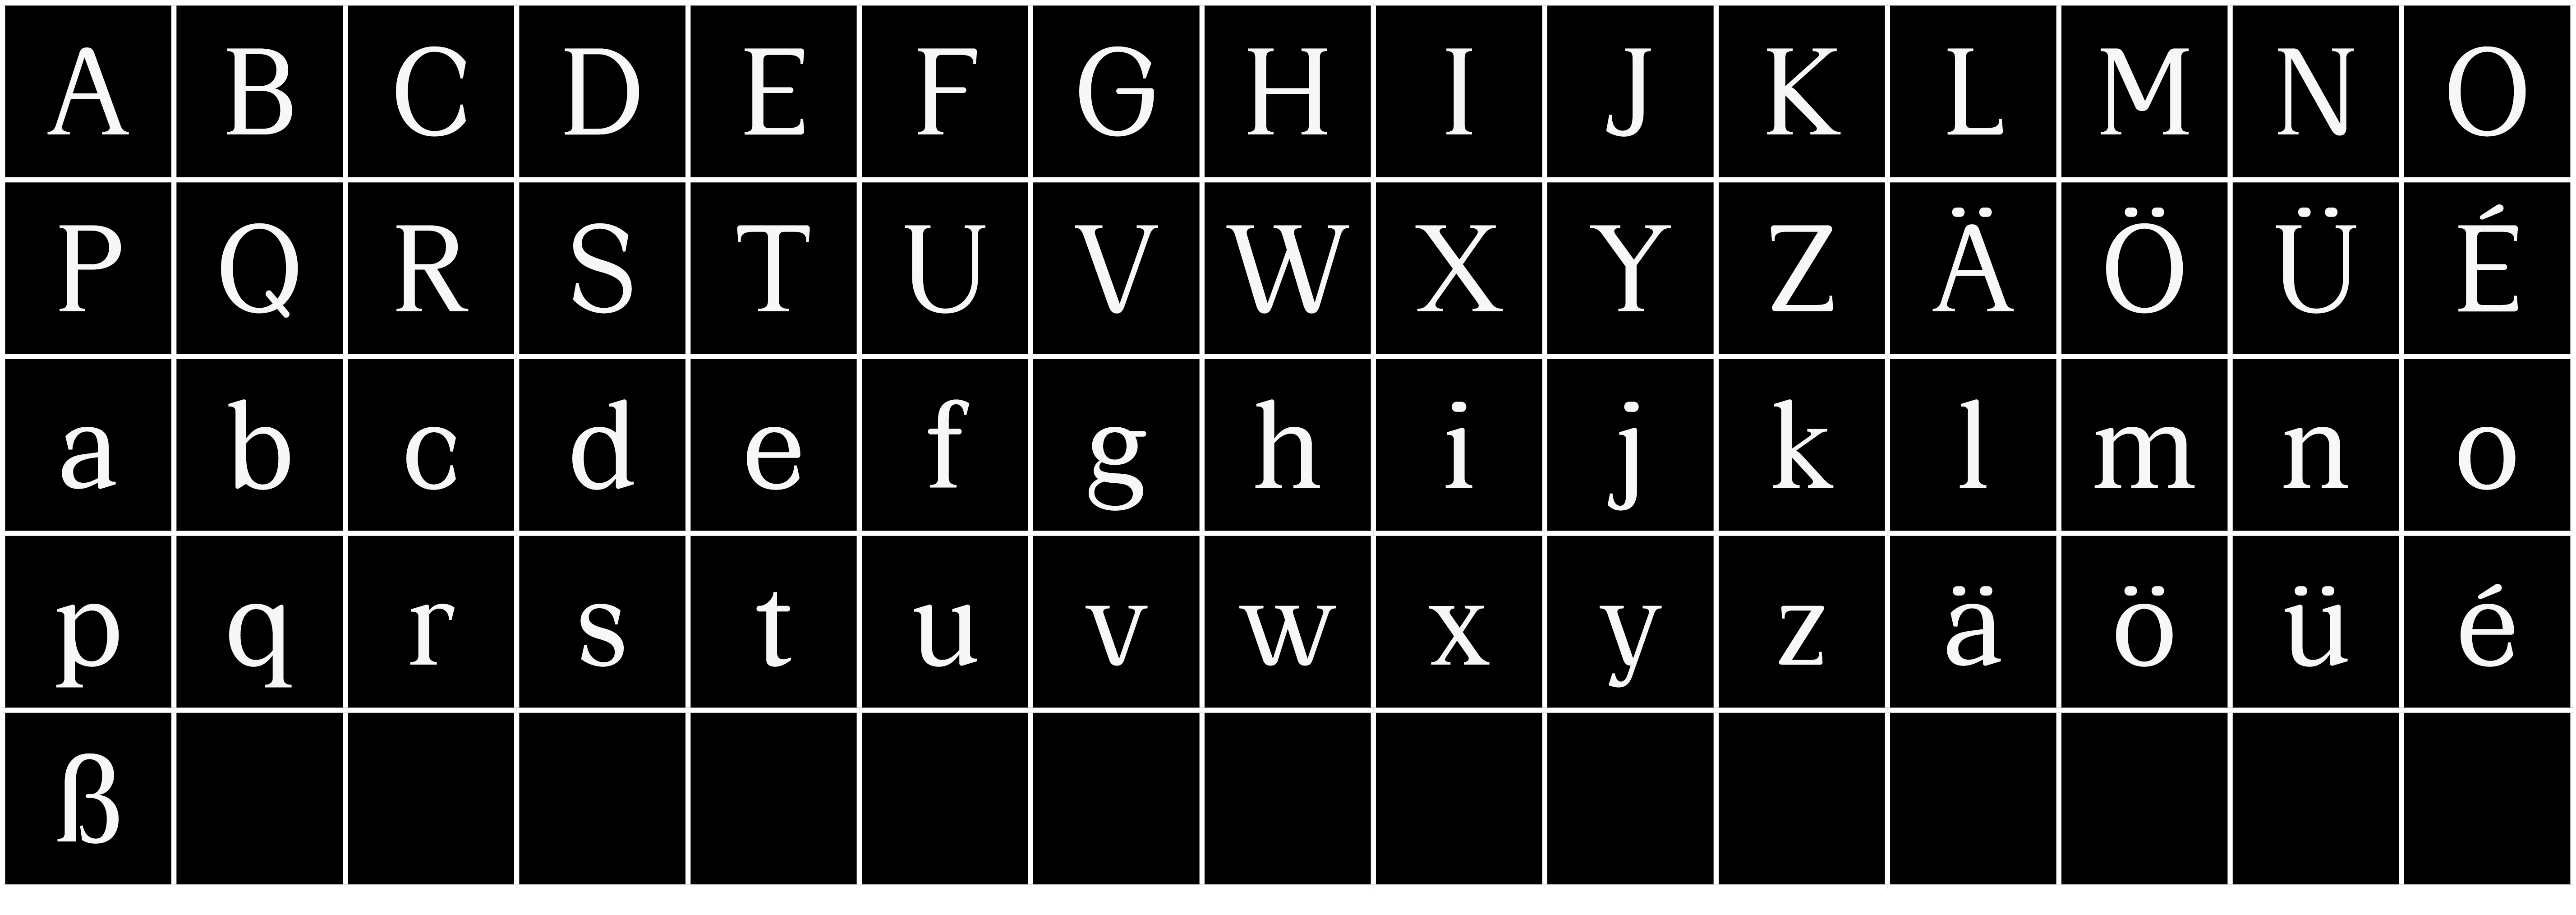 A B C D E F G H I J K L M N O
P Q R S T U V W X Y Z Ä Ö Ü É
a b c d e f g h i j k l m n o
p q r s t u v w x y z ä ö ü é
ß